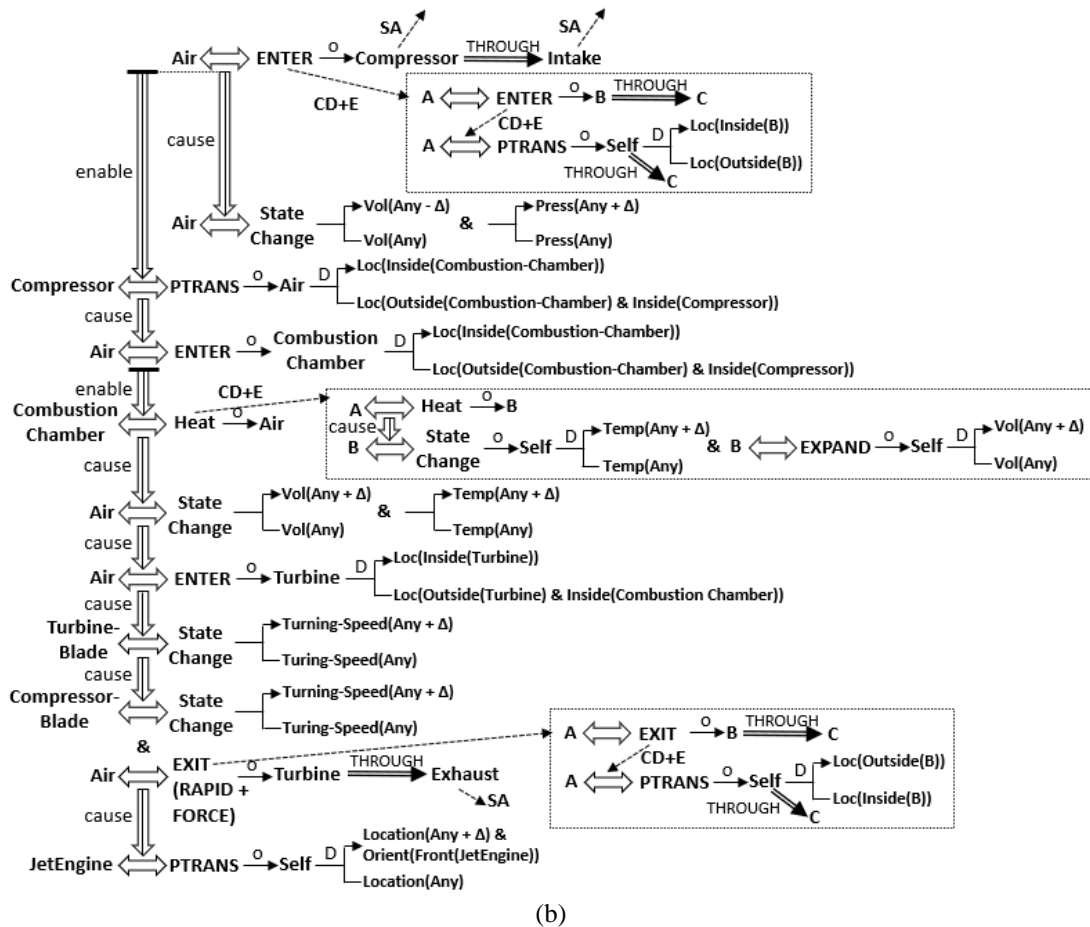 SA SA
Air ENTER o Compressor THROUGH Intake
CD+E
A ENTER o B THROUGH C
CD+E
A PTRANS o Self D Loc(Inside(B))
Loc(Outside(B))
THROUGH C
enable
cause
Air State Change Vol(Any - Δ) & Press(Any + Δ)
Vol(Any) Press(Any)
Compressor PTRANS o Air D Loc(Inside(Combustion-Chamber))
Loc(Outside(Combustion-Chamber) & Inside(Compressor))
cause
Air ENTER o Combustion Chamber D Loc(Inside(Combustion-Chamber))
Loc(Outside(Combustion-Chamber) & Inside(Compressor))
enable
CD+E
Combustion Chamber Heat o Air
A Heat o B
cause
B State Change o Self D Temp(Any + Δ) & B EXPAND o Self D Vol(Any + Δ)
Temp(Any) Vol(Any)
cause
Air State Change Vol(Any + Δ) & Temp(Any + Δ)
Vol(Any) Temp(Any)
cause
Air ENTER o Turbine D Loc(Inside(Turbine))
Loc(Outside(Turbine) & Inside(Combustion Chamber))
cause
Turbine-Blade State Change Turning-Speed(Any + Δ)
Turing-Speed(Any)
cause
Compressor-Blade State Change Turning-Speed(Any + Δ)
Turing-Speed(Any)
&
Air EXIT (RAPID + FORCE) o Turbine THROUGH Exhaust
SA
A EXIT o B THROUGH C
CD+E
A PTRANS o Self D Loc(Outside(B))
Loc(Inside(B))
THROUGH C
cause
JetEngine PTRANS o Self D Location(Any + Δ) &
Orient(Front(JetEngine))
Location(Any)
(b)